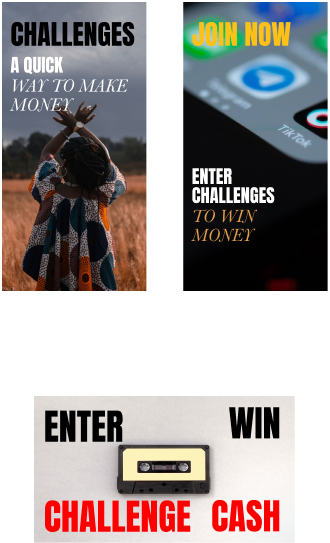 CHALLENGES
A QUICK
WAY TO MAKE
MONEY
JOIN NOW
Telegram
TikTok
ENTER
CHALLENGES
TO WIN
MONEY
ENTER
WIN
CHALLENGE CASH